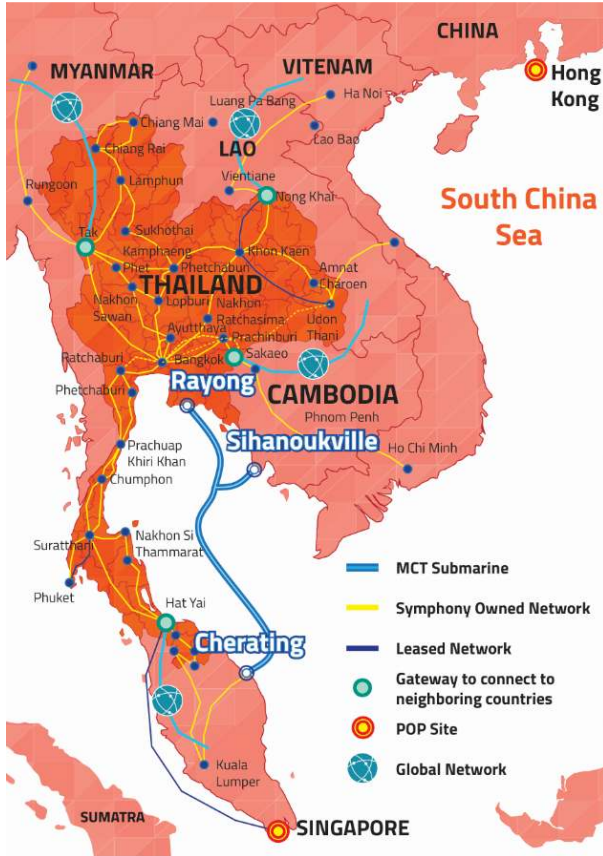 CHINA
MYANMAR
VITENAM
Hong
Kong
Luang Pa Bang
Ha Noi
Chiang Mai
Lao Bao
Chiang Rai
LAO
Vientiane
Rungoon
Lamphun
Nong Khai
South China
Sea
Tak
Sukhothai
Kamphaeng
Phet
Phetchabun
Khon Kaen
THAILAND
Amnat
Charoen
Nakhon
Sawan
Lopburi
Nakhon
Ratchasima
Udon
Thani
Ayutthaya
Prachinburi
Ratchaburi
Bangkok
Sakaeo
Rayong
CAMBODIA
Phetchaburi
Phnom Penh
Sihanoukville
Ho Chi Minh
Prachuap
Khiri Khan
Chumphon
Suratthani
Nakhon Si
Thammarat
Phuket
Hat Yai
Cherating
Kuala
Lumper
SUMATRA
SINGAPORE
MCT Submarine
Symphony Owned Network
Leased Network
Gateway to connect to
neighboring countries
POP Site
Global Network